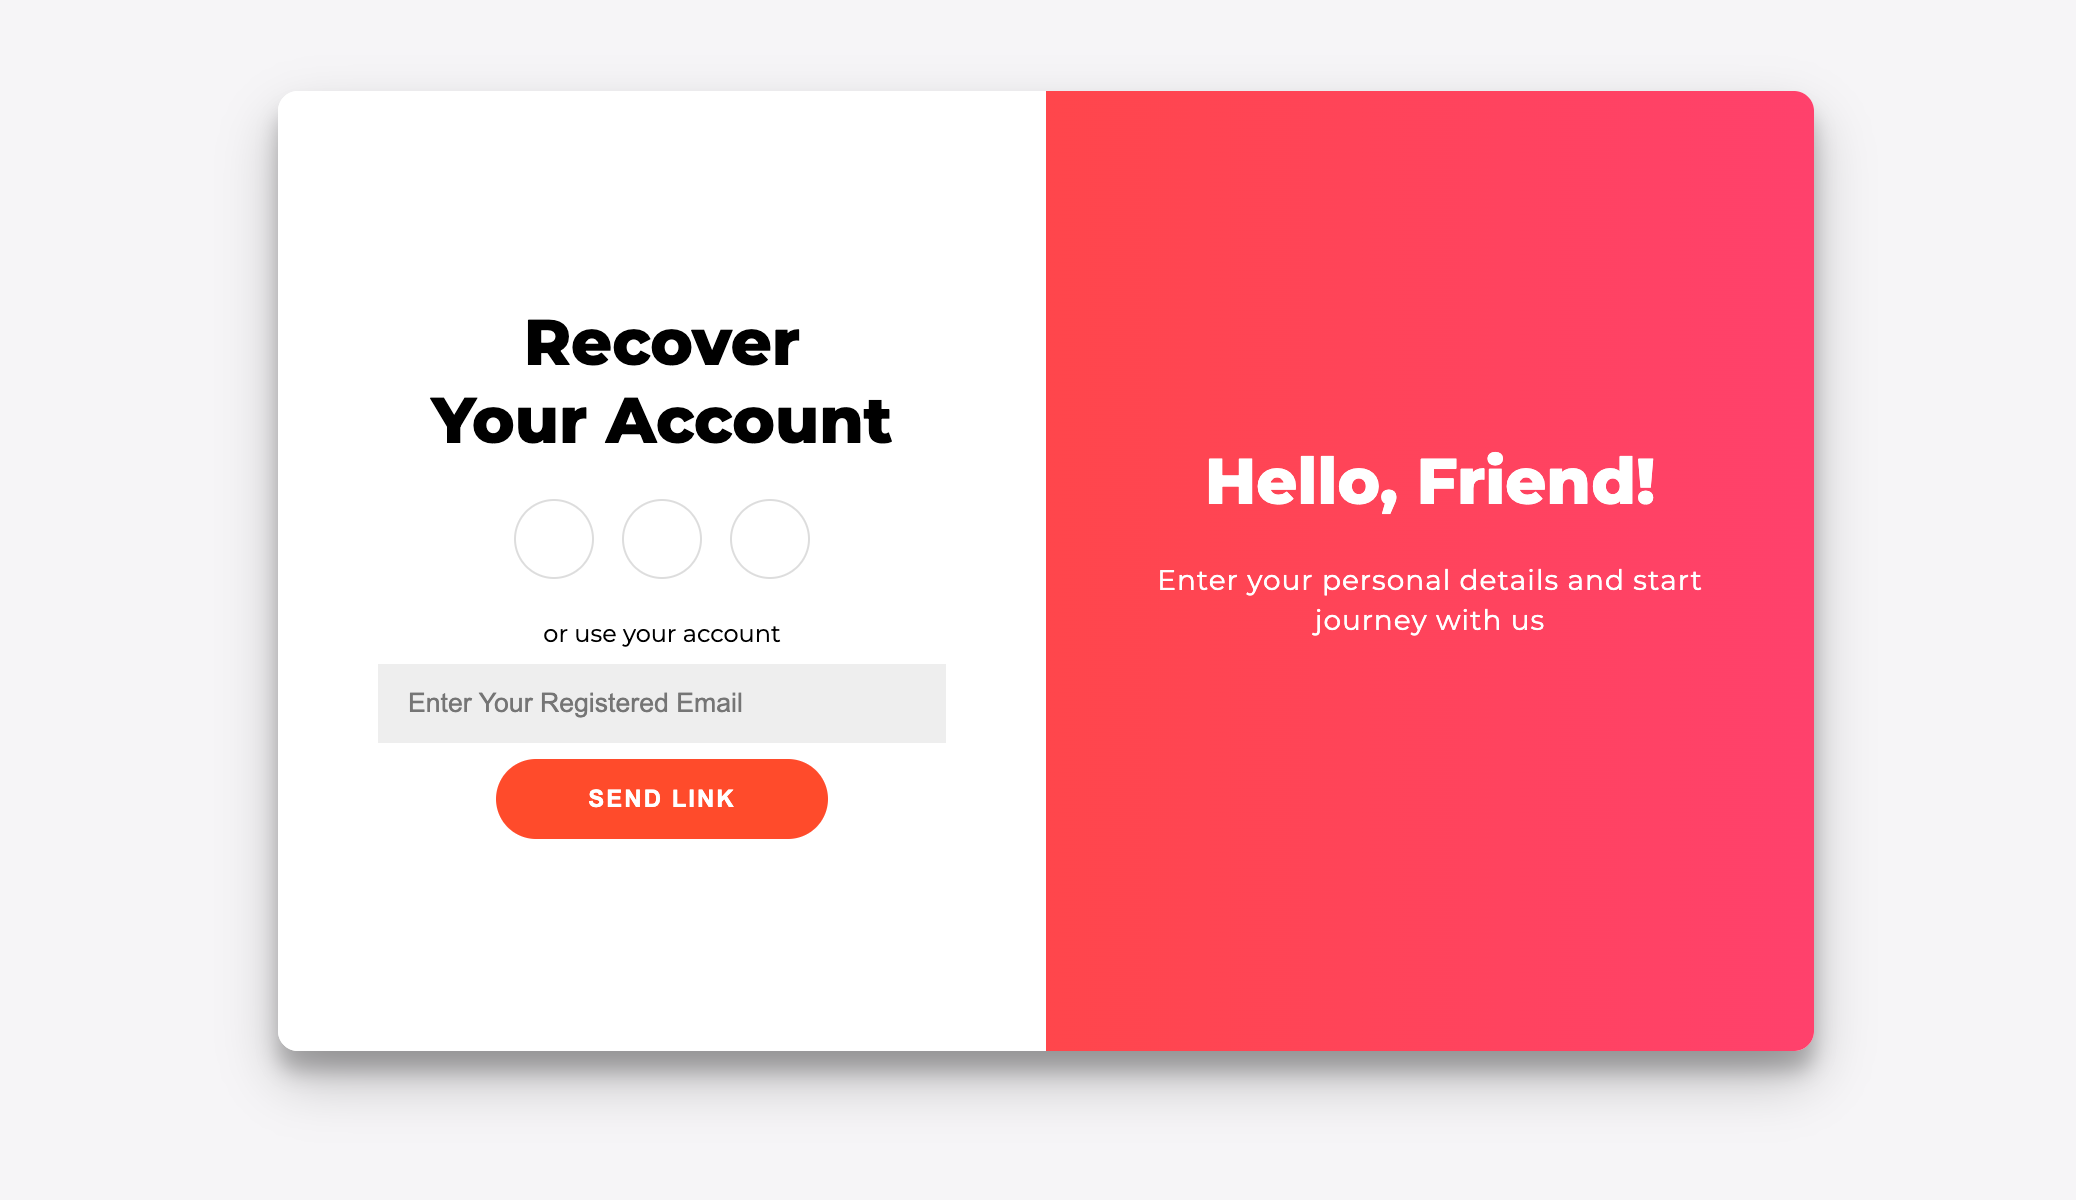 Recover
Your Account
or use your account
Enter Your Registered Email
SEND LINK
Hello, Friend!
Enter your personal details and start
journey with us